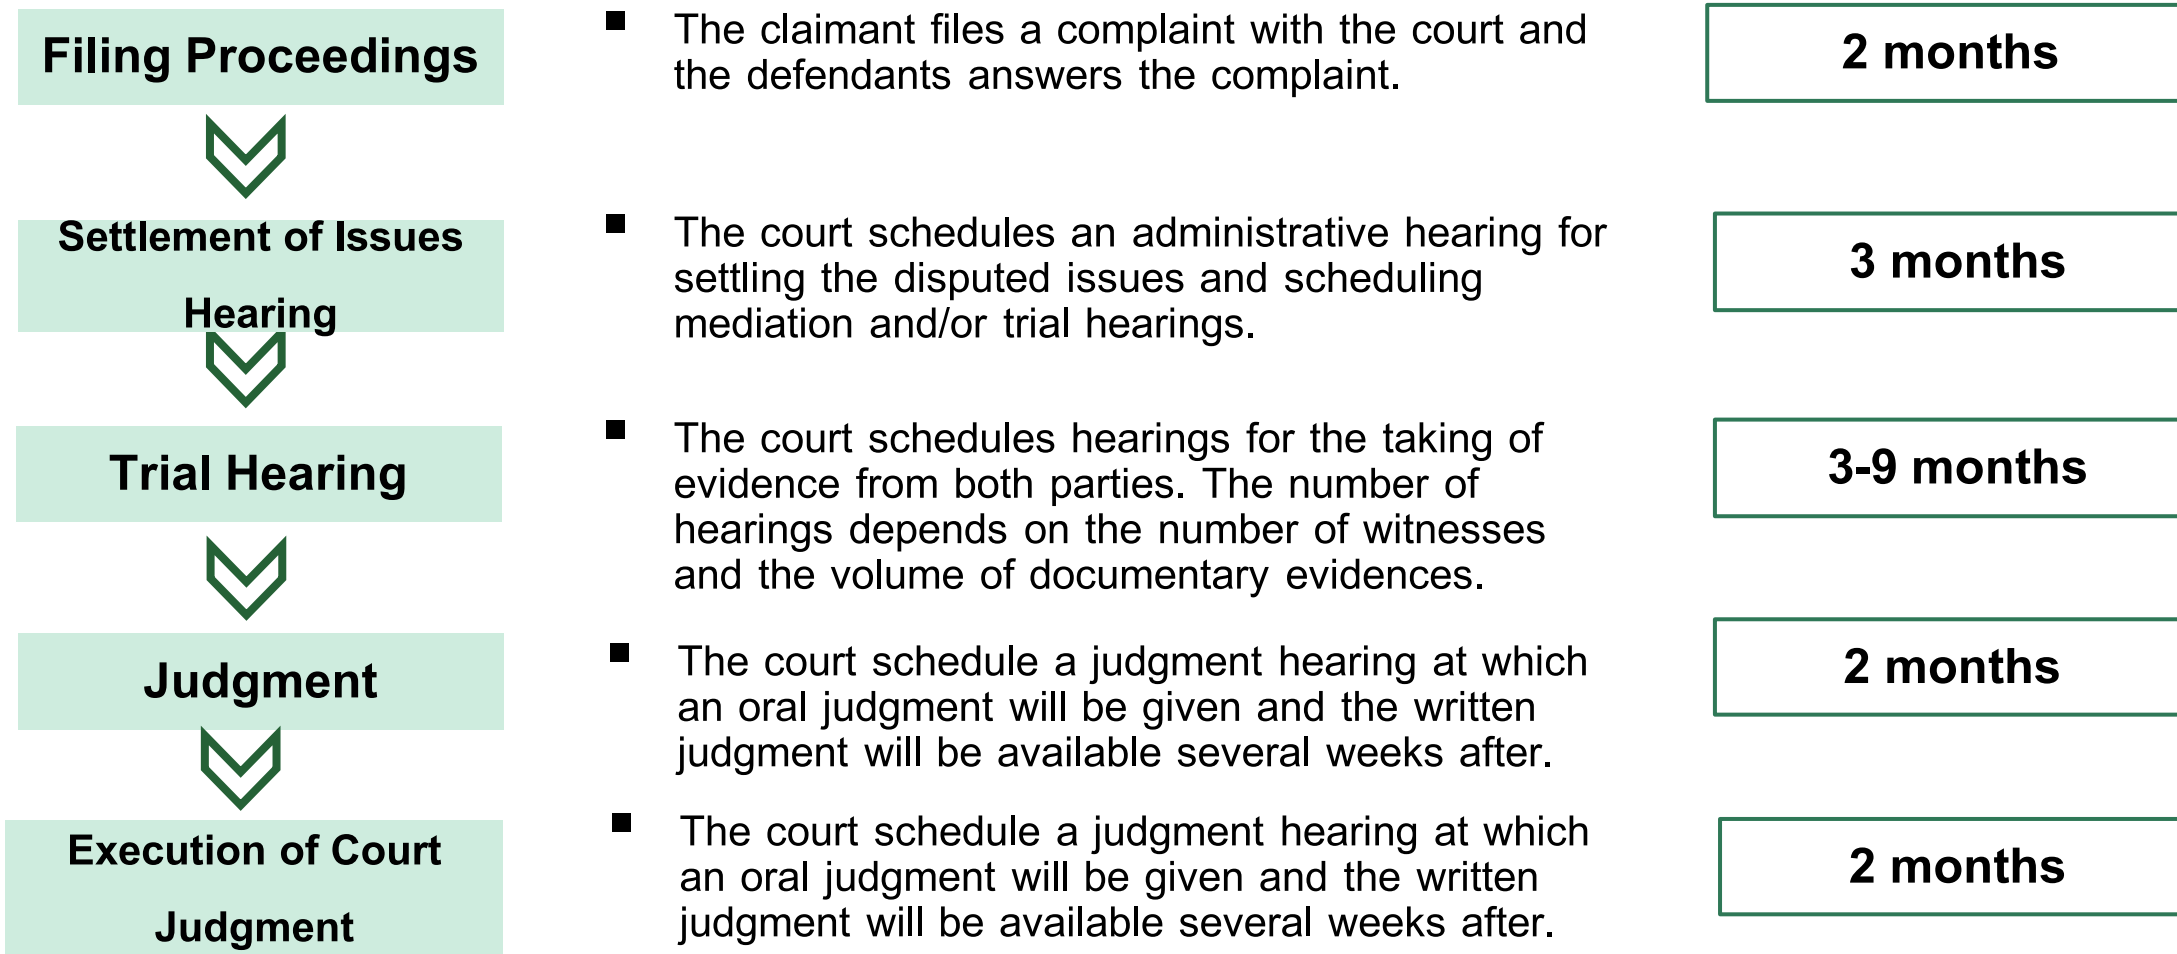 Filing Proceedings
■ The claimant files a complaint with the court and
the defendants answers the complaint.
2 months
Settlement of Issues
Hearing
■ The court schedules an administrative hearing for
settling the disputed issues and scheduling
mediation and/or trial hearings.
3 months
Trial Hearing
■ The court schedules hearings for the taking of
evidence from both parties. The number of
hearings depends on the number of witnesses
and the volume of documentary evidences.
3-9 months
Judgment
■ The court schedule a judgment hearing at which
an oral judgment will be given and the written
judgment will be available several weeks after.
2 months
Execution of Court
Judgment
■ The court schedule a judgment hearing at which
an oral judgment will be given and the written
judgment will be available several weeks after.
2 months